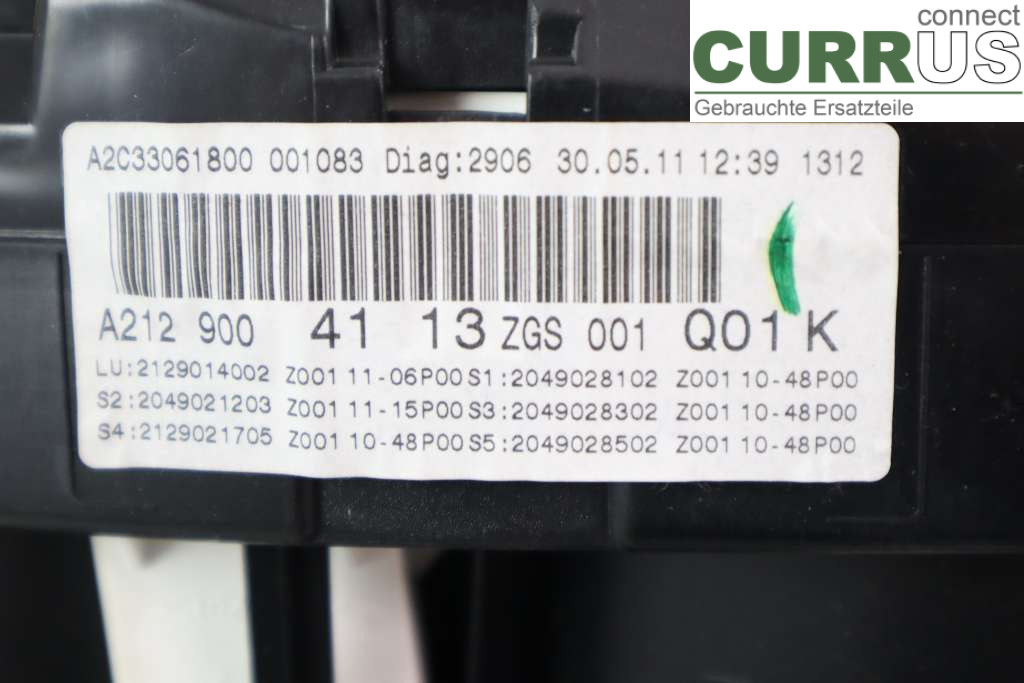 connect
CURRUS
Gebrauchte Ersatzteile
A2C33061800 001083 Diag:2906 30.05.11 12:39 1312
A212 900 41 13 ZGS 001 Q01 K
LU:2129014002 Z001 11-06P00 S1:2049028102 Z001 10-48P00
S2:2049021203 Z001 11-15P00 S3:2049028302 Z001 10-48P00
S4:2129021705 Z001 10-48P00 S5:2049028502 Z001 10-48P00